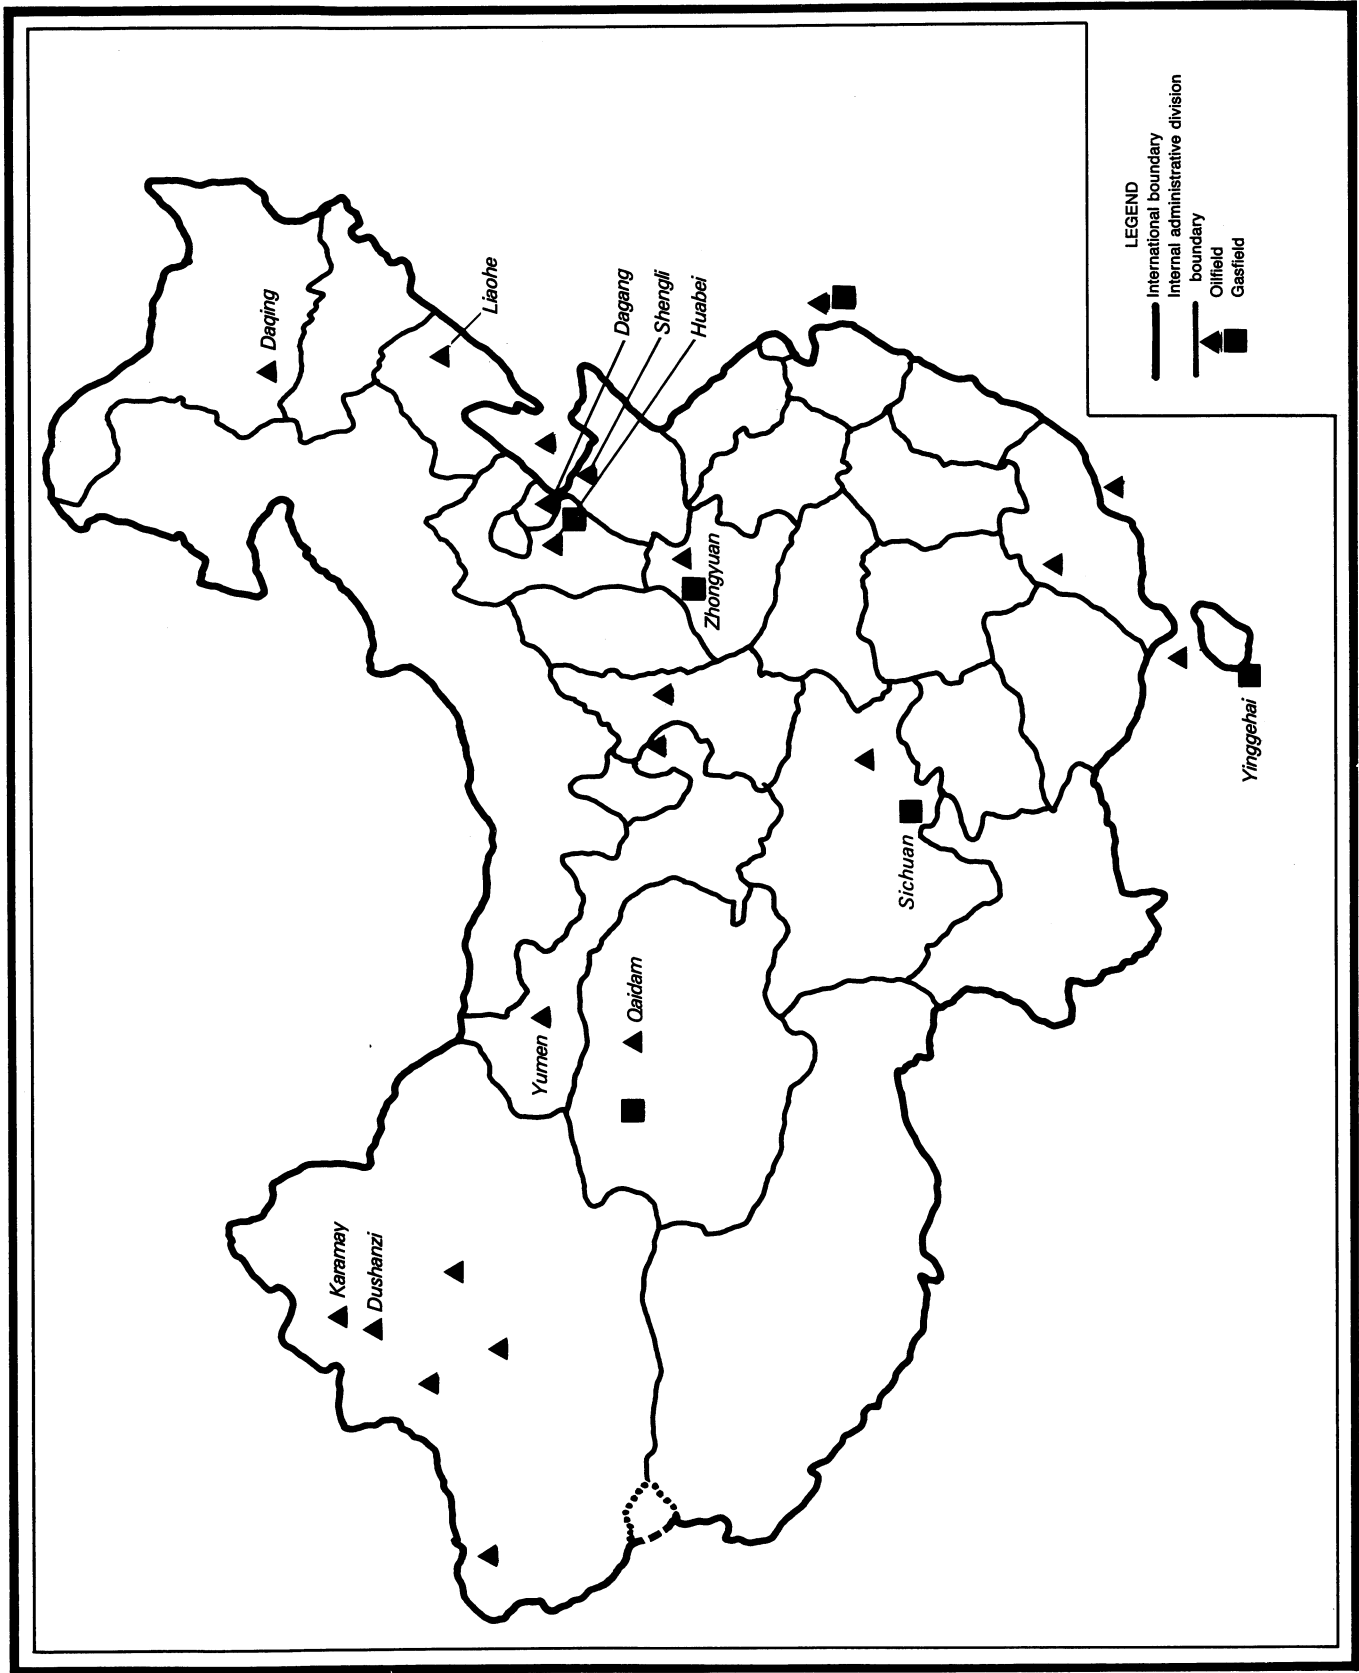 Daqing
Liaohe
Dagang
Shengli
Huabei
Zhongyuan
Karamay
Dushanzi
Yumen
Qaidam
Sichuan
Yinggehai
LEGEND
International boundary
Internal administrative division
boundary
Oilfield
Gasfield